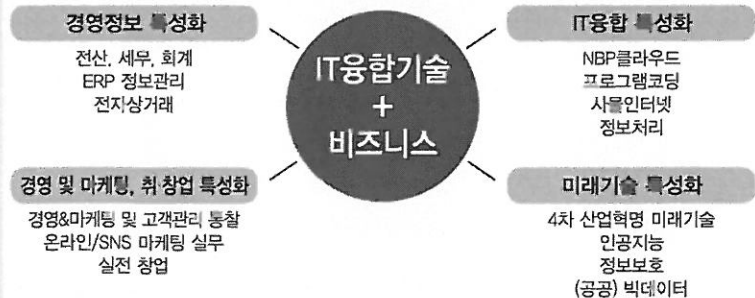 경영정보 특성화
전산, 세무, 회계
ERP 정보관리
전자상거래
IT융합기술
+
비즈니스
IT융합 특성화
NBP클라우드
프로그램코딩
사물인터넷
정보처리
경영 및 마케팅, 취·창업 특성화
경영&마케팅 및 고객관리 통찰
온라인/SNS 마케팅 실무
실전 창업
미래기술 특성화
4차 산업혁명 미래기술
인공지능
정보보호
(공공) 빅데이터